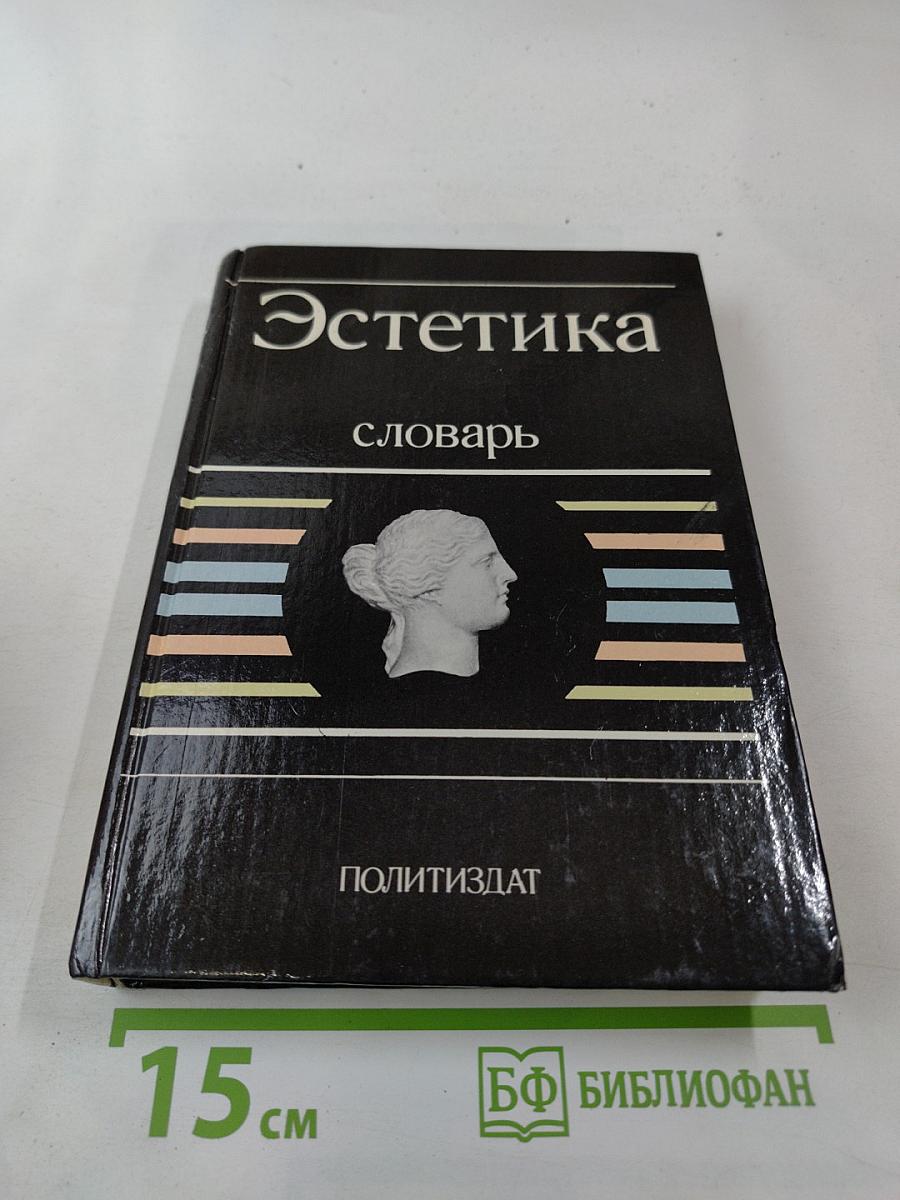 Эстетика
словарь
ПОЛИТИЗДАТ
15 см
БФ БИБЛИОФАН